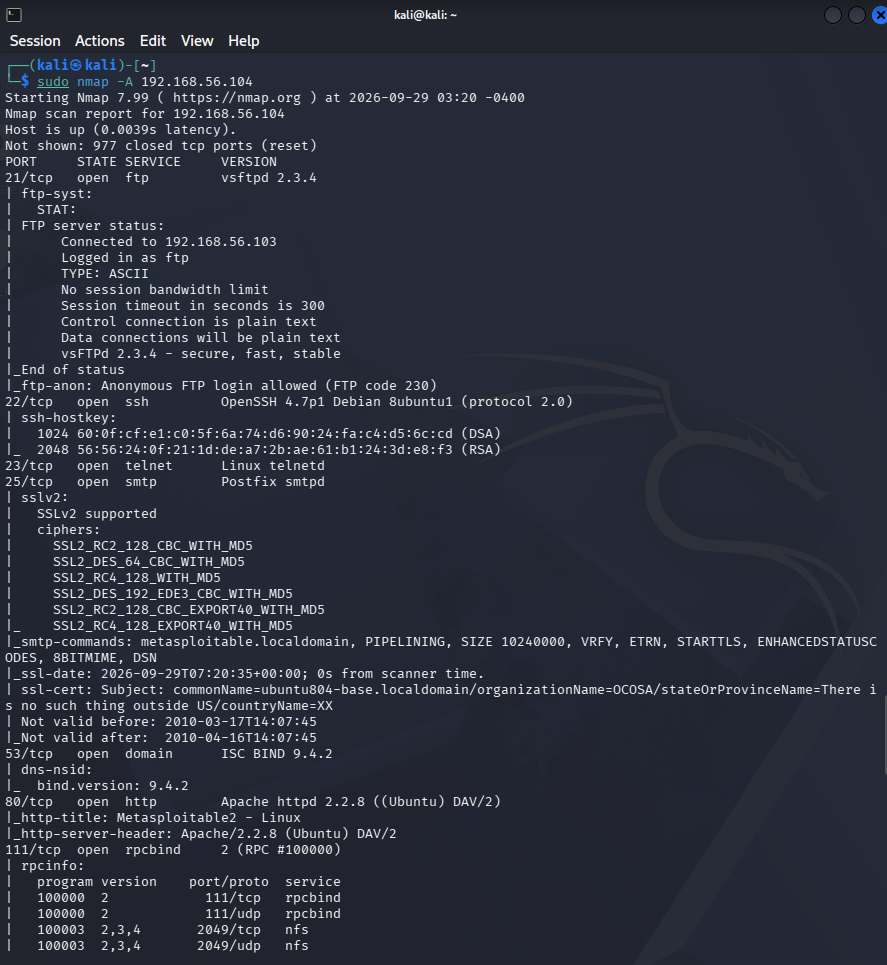 kali@kali: ~
Session Actions Edit View Help
┌──(kali㉿kali)-[~]
└─$ sudo nmap -A 192.168.56.104
Starting Nmap 7.99 ( https://nmap.org ) at 2026-09-29 03:20 -0400
Nmap scan report for 192.168.56.104
Host is up (0.0039s latency).
Not shown: 977 closed tcp ports (reset)
PORT     STATE SERVICE     VERSION
21/tcp   open  ftp         vsftpd 2.3.4
| ftp-syst:
|   STAT:
| FTP server status:
|      Connected to 192.168.56.103
|      Logged in as ftp
|      TYPE: ASCII
|      No session bandwidth limit
|      Session timeout in seconds is 300
|      Control connection is plain text
|      Data connections will be plain text
|      vsFTPd 2.3.4 - secure, fast, stable
|_End of status
|_ftp-anon: Anonymous FTP login allowed (FTP code 230)
22/tcp   open  ssh         OpenSSH 4.7p1 Debian 8ubuntu1 (protocol 2.0)
| ssh-hostkey:
|   1024 60:0f:cf:e1:c0:5f:6a:74:d6:90:24:fa:c4:d5:6c:cd (DSA)
|_  2048 56:56:24:0f:21:1d:de:a7:2b:ae:61:b1:24:3d:e8:f3 (RSA)
23/tcp   open  telnet      Linux telnetd
25/tcp   open  smtp        Postfix smtpd
| sslv2:
|   SSLv2 supported
|   ciphers:
|     SSL2_RC2_128_CBC_WITH_MD5
|     SSL2_DES_64_CBC_WITH_MD5
|     SSL2_RC4_128_WITH_MD5
|     SSL2_DES_192_EDE3_CBC_WITH_MD5
|     SSL2_RC2_128_CBC_EXPORT40_WITH_MD5
|_    SSL2_RC4_128_EXPORT40_WITH_MD5
|_smtp-commands: metasploitable.localdomain, PIPELINING, SIZE 10240000, VRFY, ETRN, STARTTLS, ENHANCEDSTATUSC
ODES, 8BITMIME, DSN
|_ssl-date: 2026-09-29T07:20:35+00:00; 0s from scanner time.
| ssl-cert: Subject: commonName=ubuntu804-base.localdomain/organizationName=OCOSA/stateOrProvinceName=There i
s no such thing outside US/countryName=XX
| Not valid before: 2010-03-17T14:07:45
|_Not valid after:  2010-04-16T14:07:45
53/tcp   open  domain      ISC BIND 9.4.2
| dns-nsid:
|_  bind.version: 9.4.2
80/tcp   open  http        Apache httpd 2.2.8 ((Ubuntu) DAV/2)
|_http-title: Metasploitable2 - Linux
|_http-server-header: Apache/2.2.8 (Ubuntu) DAV/2
111/tcp  open  rpcbind     2 (RPC #100000)
| rpcinfo:
|   program version    port/proto  service
|   100000  2            111/tcp   rpcbind
|   100000  2            111/udp   rpcbind
|   100003  2,3,4       2049/tcp   nfs
|   100003  2,3,4       2049/udp   nfs